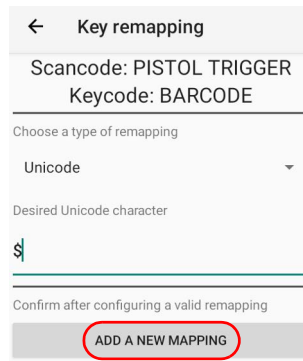 Key remapping
Scancode: PISTOL TRIGGER
Keycode: BARCODE
Choose a type of remapping
Unicode
Desired Unicode character
$
Confirm after configuring a valid remapping
ADD A NEW MAPPING